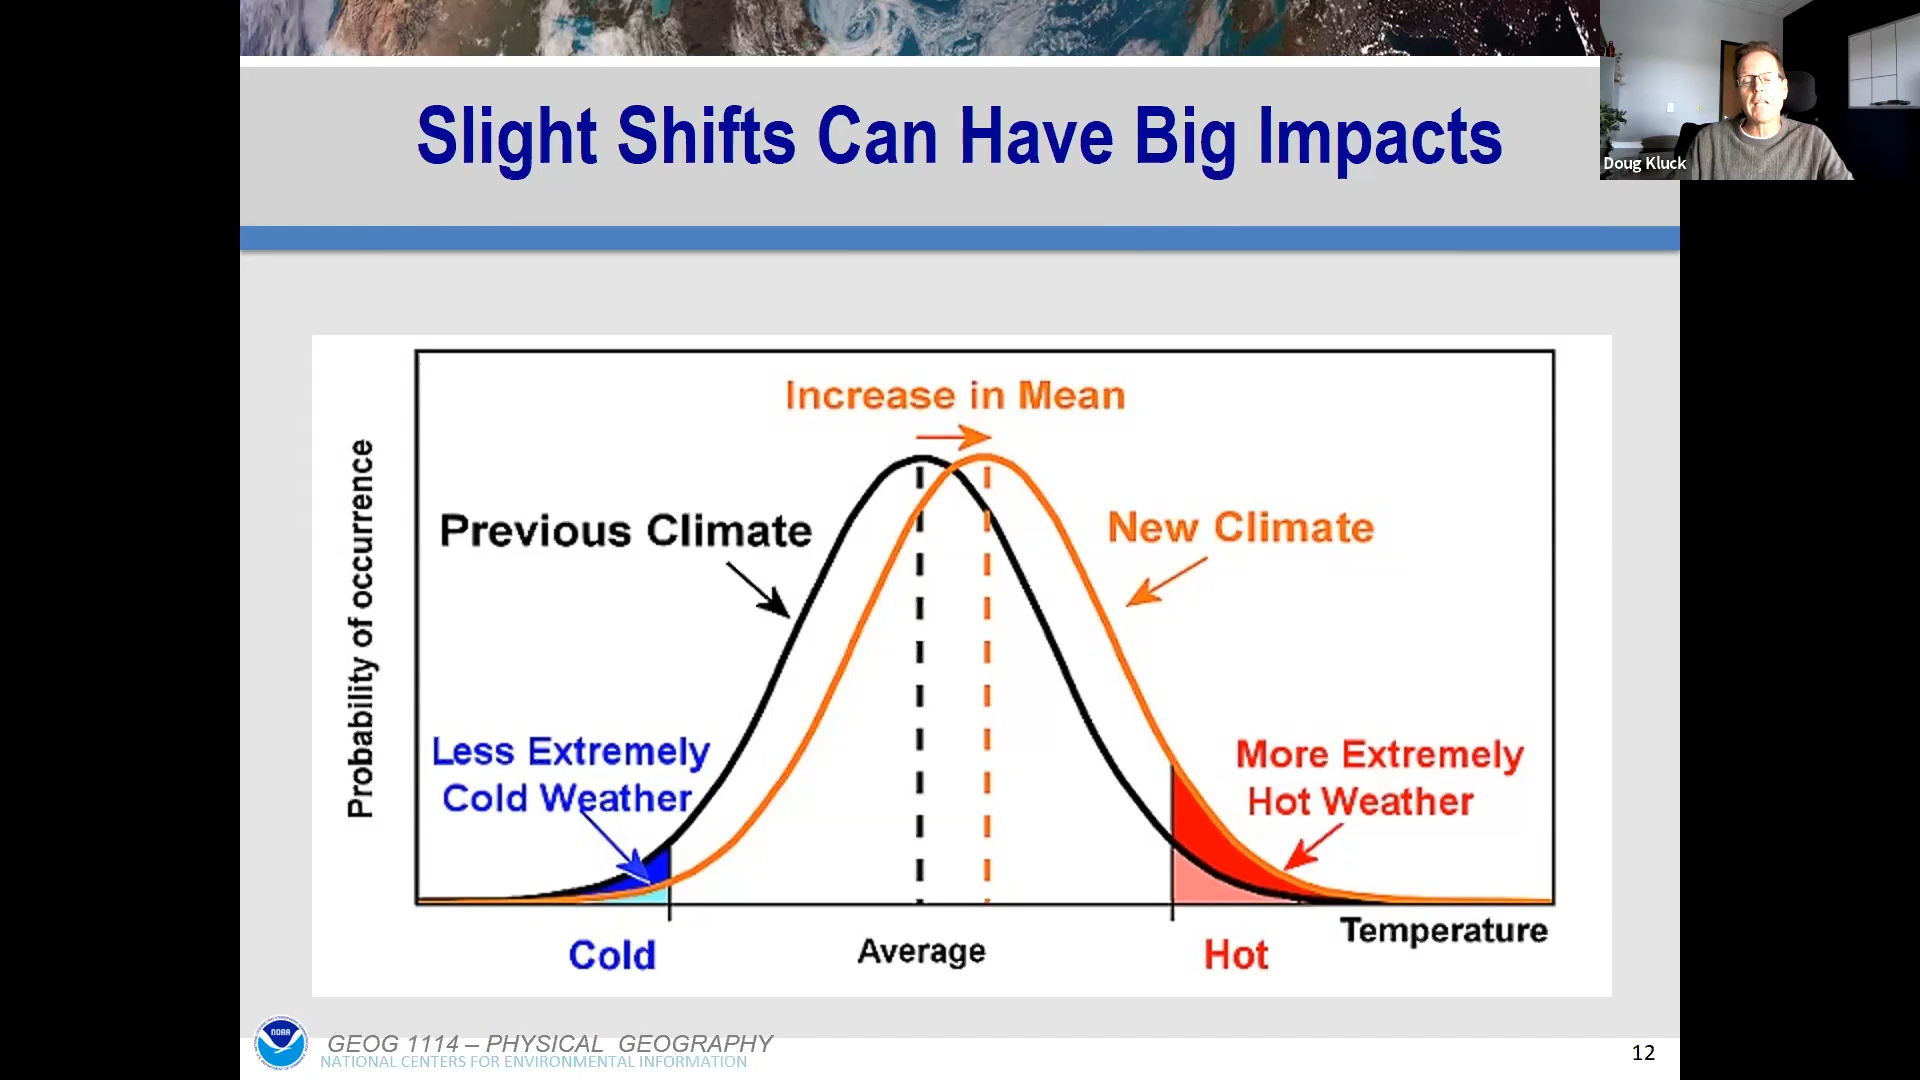 Slight Shifts Can Have Big Impacts
Doug Kluck
Increase in Mean
Previous Climate
New Climate
Probability of occurrence
Less Extremely
Cold Weather
More Extremely
Hot Weather
Temperature
Cold
Average
Hot
NOAA
GEOG 1114 – PHYSICAL GEOGRAPHY
NATIONAL CENTERS FOR ENVIRONMENTAL INFORMATION
12